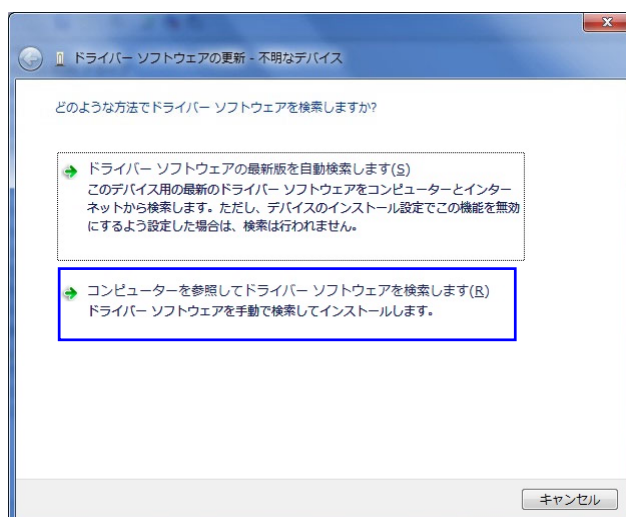 ドライバー ソフトウェアの更新 - 不明なデバイス
どのような方法でドライバー ソフトウェアを検索しますか?
ドライバー ソフトウェアの最新版を自動検索します(S)
このデバイス用の最新のドライバー ソフトウェアをコンピューターとインター
ネットから検索します。ただし、デバイスのインストール設定でこの機能を無効
にするよう設定した場合は、検索は行われません。
コンピューターを参照してドライバー ソフトウェアを検索します(R)
ドライバー ソフトウェアを手動で検索してインストールします。
キャンセル